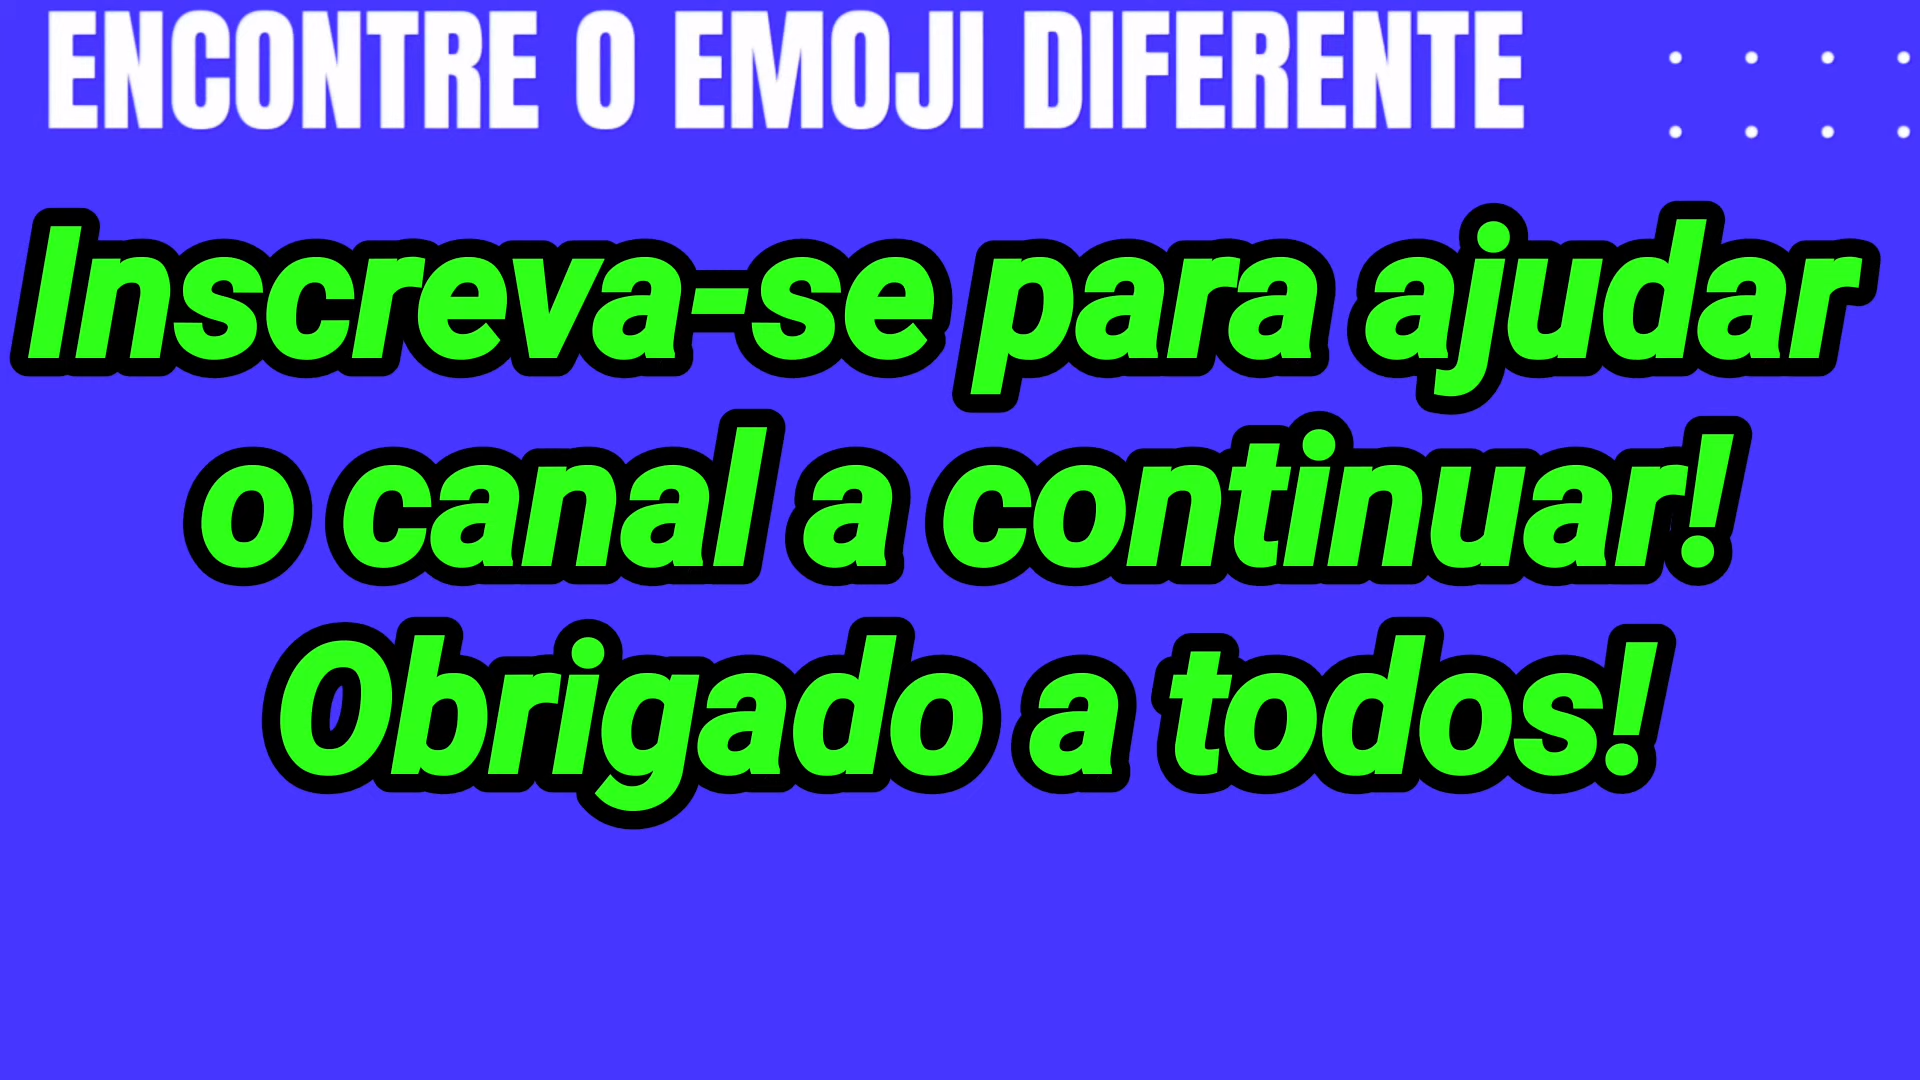 ENCONTRE O EMOJI DIFERENTE
Inscreva-se para ajudar
o canal a continuar!
Obrigado a todos!